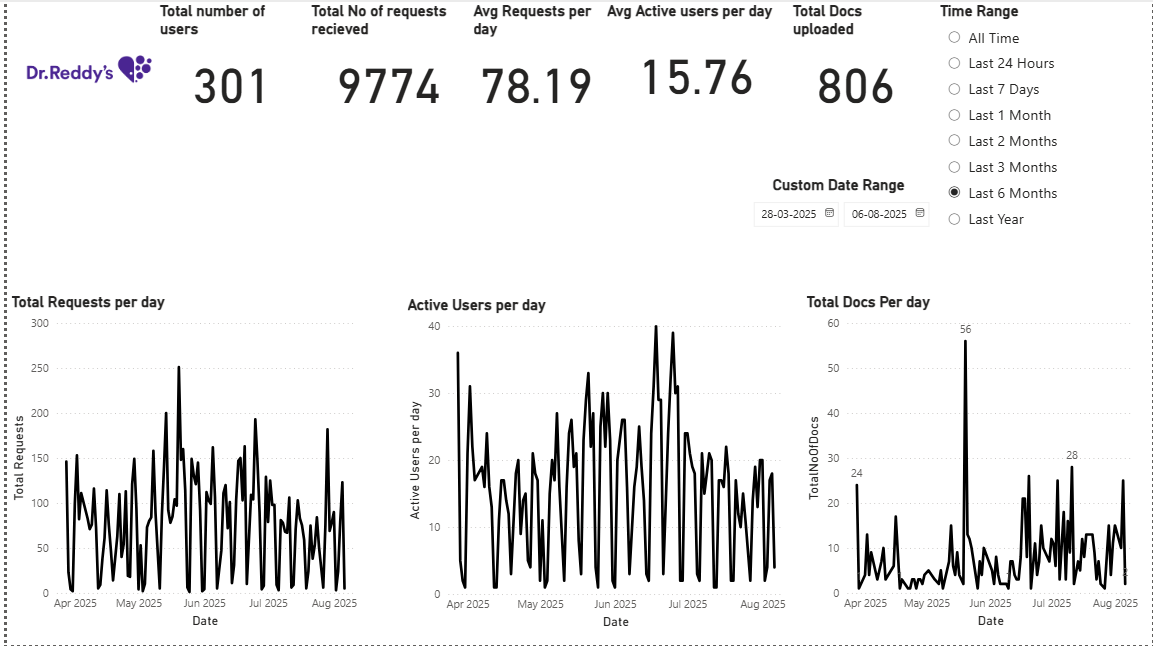 Total number of
users
301
Total No of requests
recieved
9774
Avg Requests per
day
78.19
Avg Active users per day
15.76
Total Docs
uploaded
806
Dr.Reddy's
Time Range
All Time
Last 24 Hours
Last 7 Days
Last 1 Month
Last 2 Months
Last 3 Months
Last 6 Months
Last Year
Custom Date Range
28-03-2025
06-08-2025
Total Requests per day
Total Requests
300
250
200
150
100
50
0
Apr 2025
May 2025
Jun 2025
Jul 2025
Aug 2025
Date
Active Users per day
Active Users per day
40
30
20
10
0
Apr 2025
May 2025
Jun 2025
Jul 2025
Aug 2025
Date
Total Docs Per day
TotalNoOfDocs
60
50
40
30
20
10
0
24
56
28
Apr 2025
May 2025
Jun 2025
Jul 2025
Aug 2025
Date